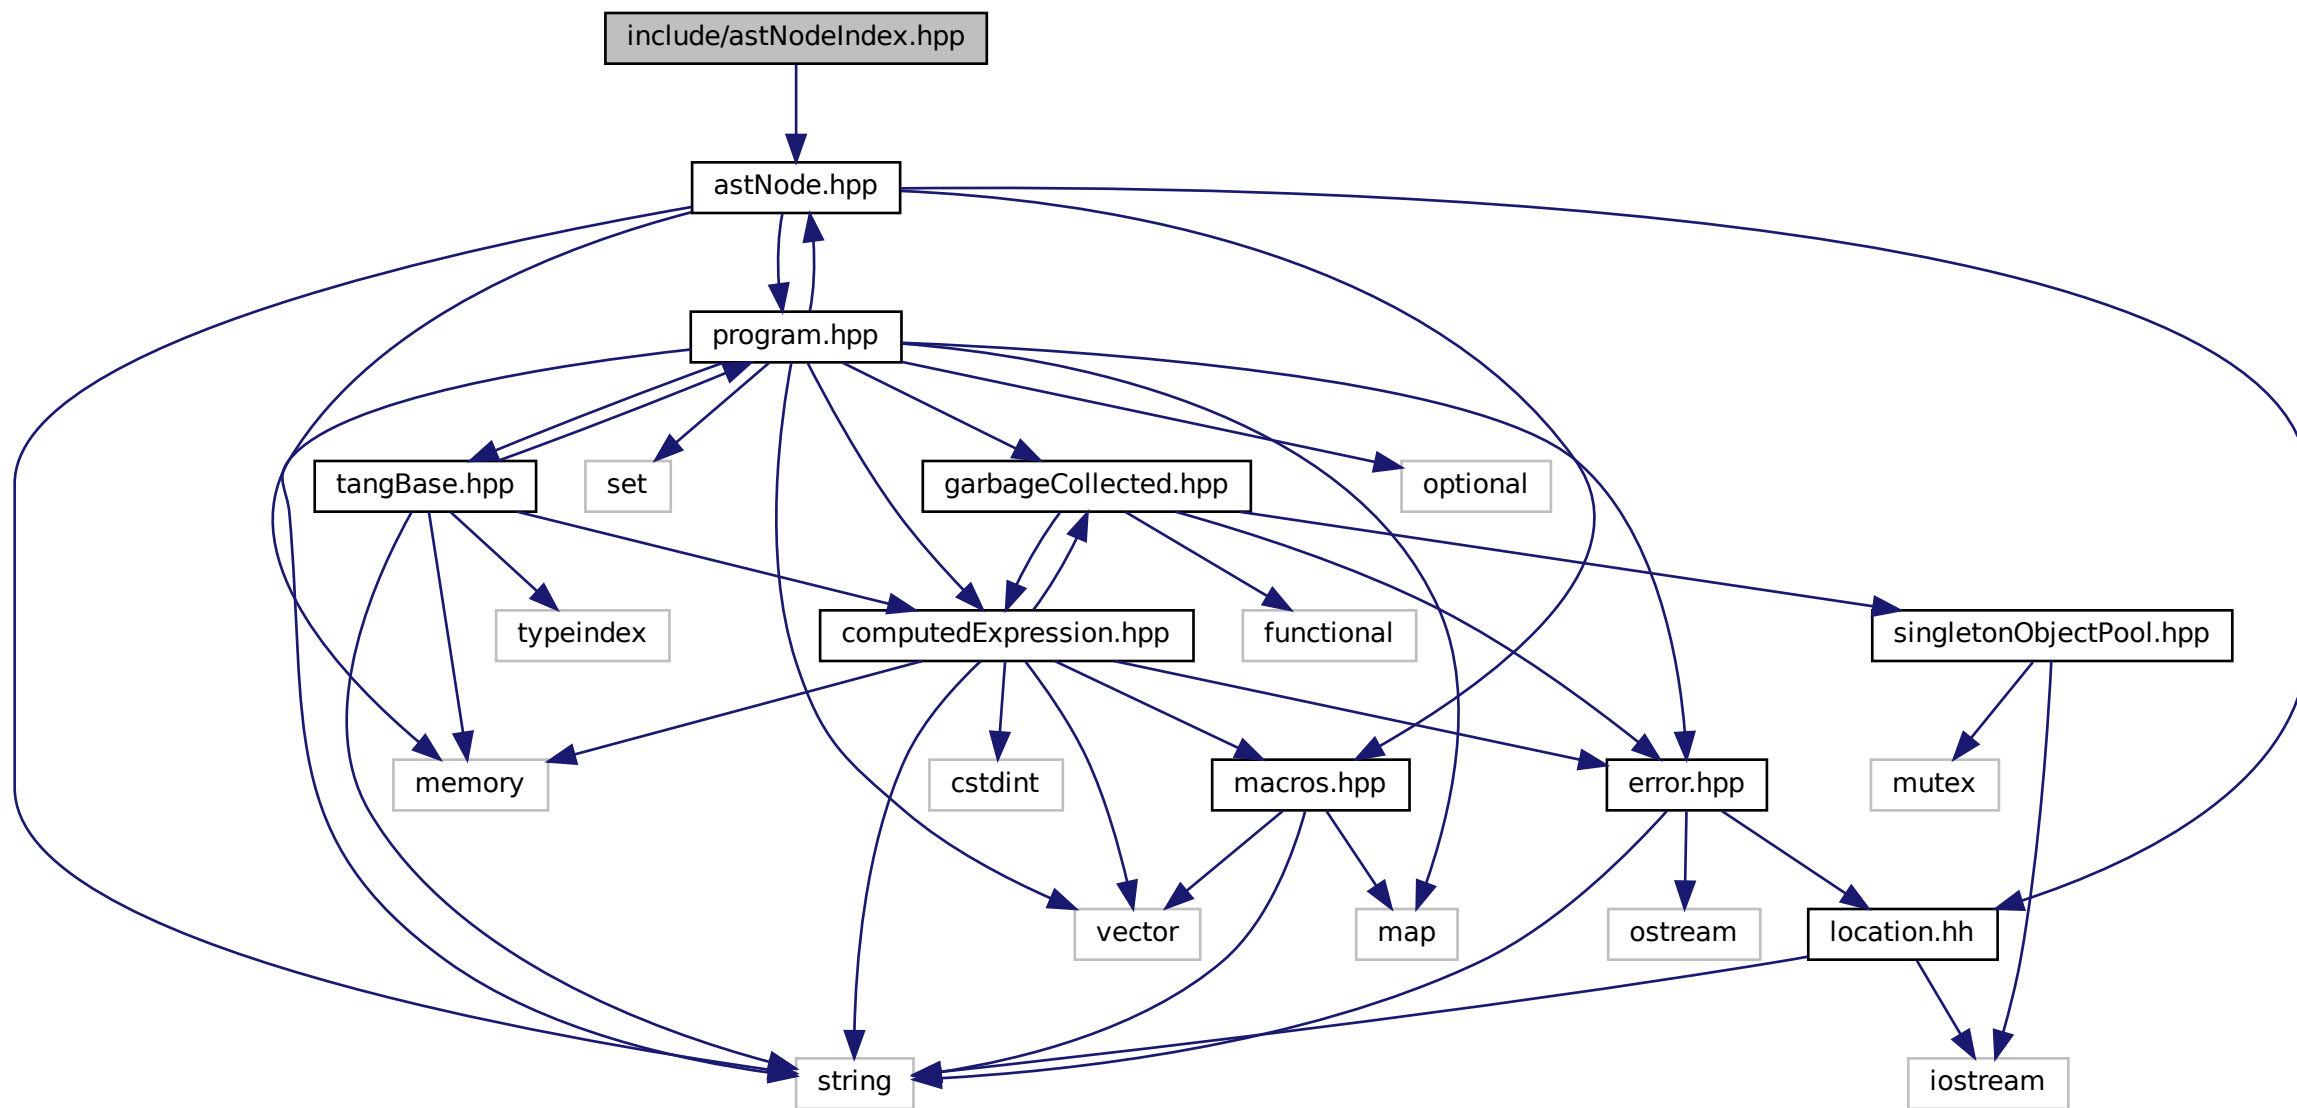 include/astNodeIndex.hpp
astNode.hpp
program.hpp
tangBase.hpp
set
garbageCollected.hpp
optional
typeindex
computedExpression.hpp
functional
singletonObjectPool.hpp
memory
cstdint
macros.hpp
error.hpp
mutex
vector
map
ostream
location.hh
string
iostream